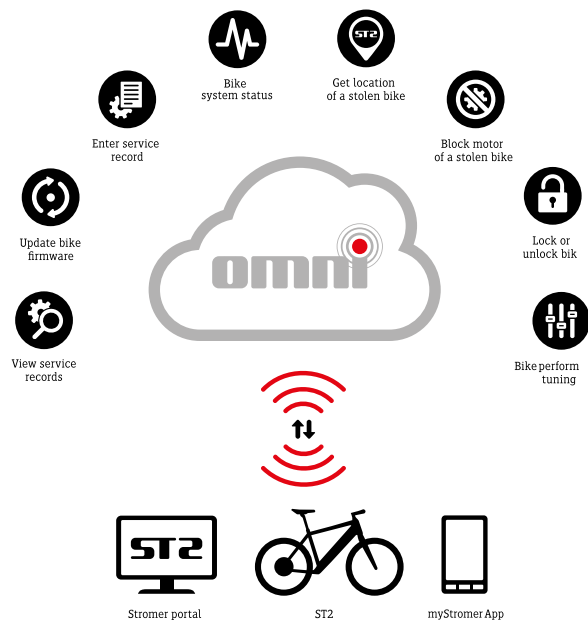 ST2
Bike
system status
Get location
of a stolen bike
Enter service
record
Block motor
of a stolen bike
Update bike
firmware
Lock or
unlock bik
omni
View service
records
Bike perform
tuning
ST2
Stromer portal
ST2
myStromer App